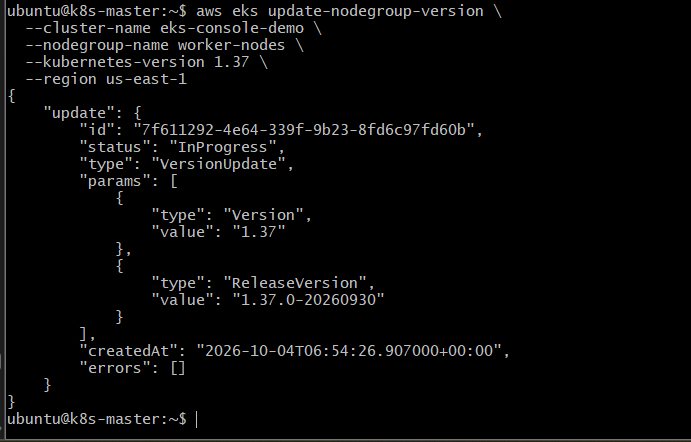 ubuntu@k8s-master:~$ aws eks update-nodegroup-version \
  --cluster-name eks-console-demo \
  --nodegroup-name worker-nodes \
  --kubernetes-version 1.37 \
  --region us-east-1
{
    "update": {
        "id": "7f611292-4e64-339f-9b23-8fd6c97fd60b",
        "status": "InProgress",
        "type": "VersionUpdate",
        "params": [
            {
                "type": "Version",
                "value": "1.37"
            },
            {
                "type": "ReleaseVersion",
                "value": "1.37.0-20260930"
            }
        ],
        "createdAt": "2026-10-04T06:54:26.907000+00:00",
        "errors": []
    }
}
ubuntu@k8s-master:~$